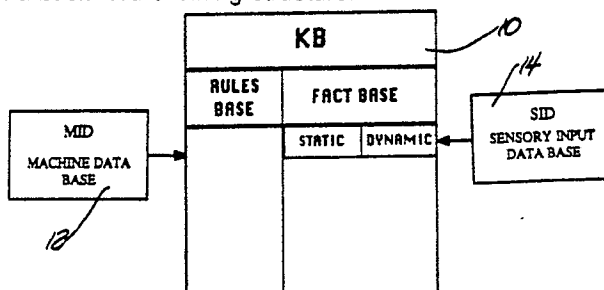 KB
10
RULES
BASE
FACT BASE
14
MID
MACHINE DATA
BASE
12
STATIC
DYNAMIC
SID
SENSORY INPUT
DATA BASE